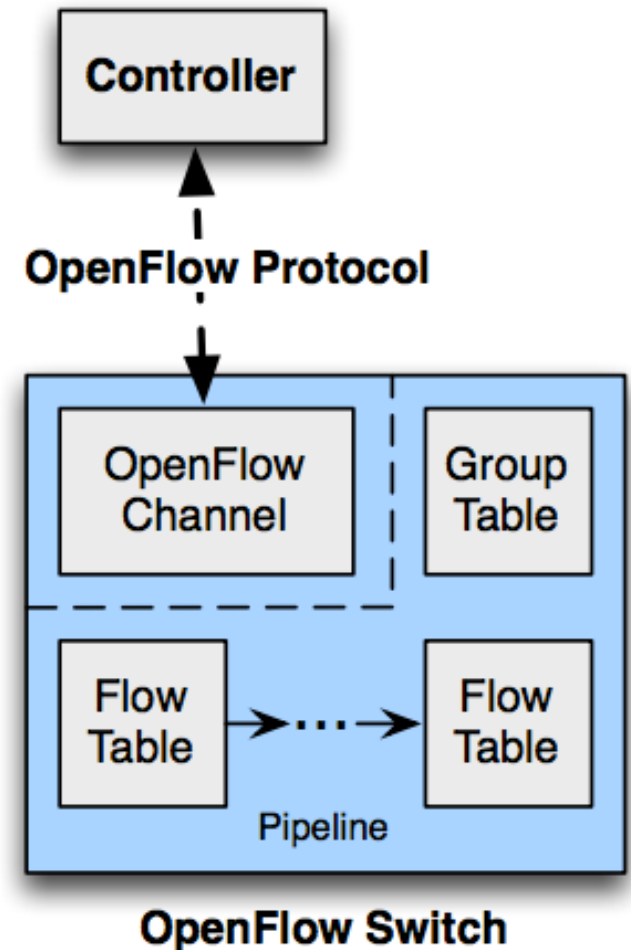 Controller
OpenFlow Protocol
OpenFlow
Channel
Group
Table
Flow
Table
...
Flow
Table
Pipeline
OpenFlow Switch